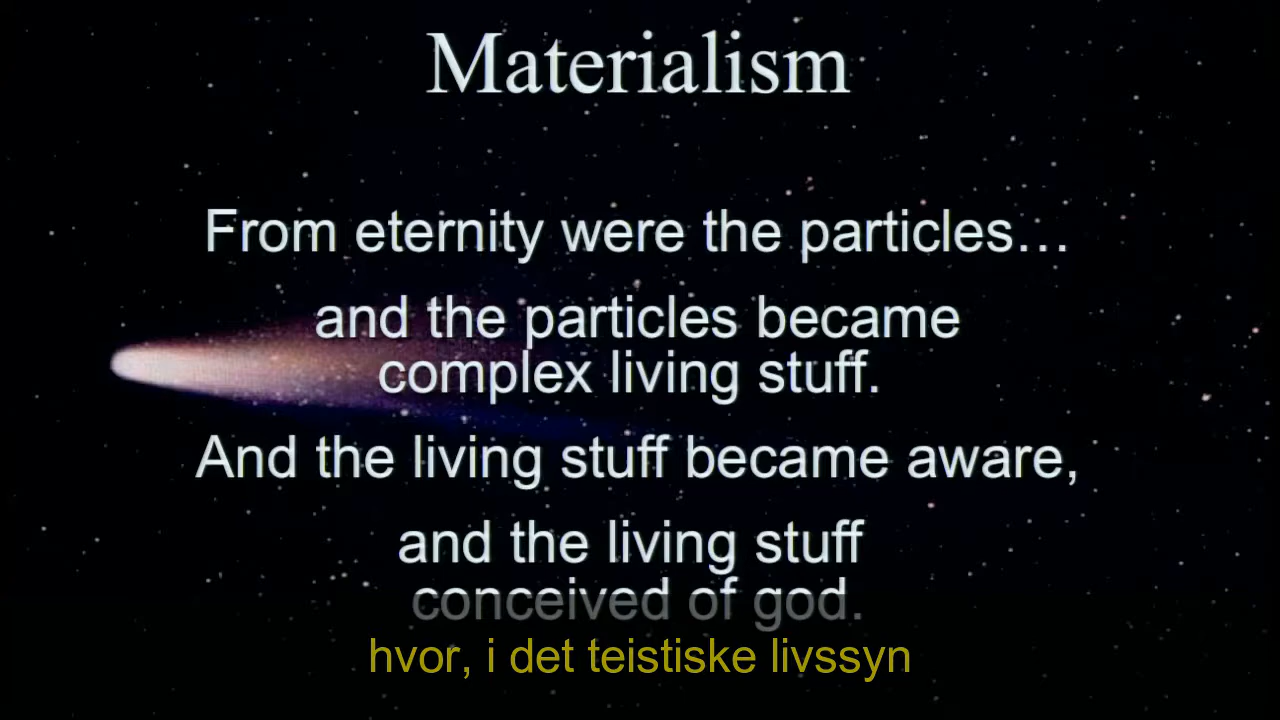 Materialism
From eternity were the particles…
and the particles became
complex living stuff.
And the living stuff became aware,
and the living stuff
conceived of god.
hvor, i det teistiske livssyn